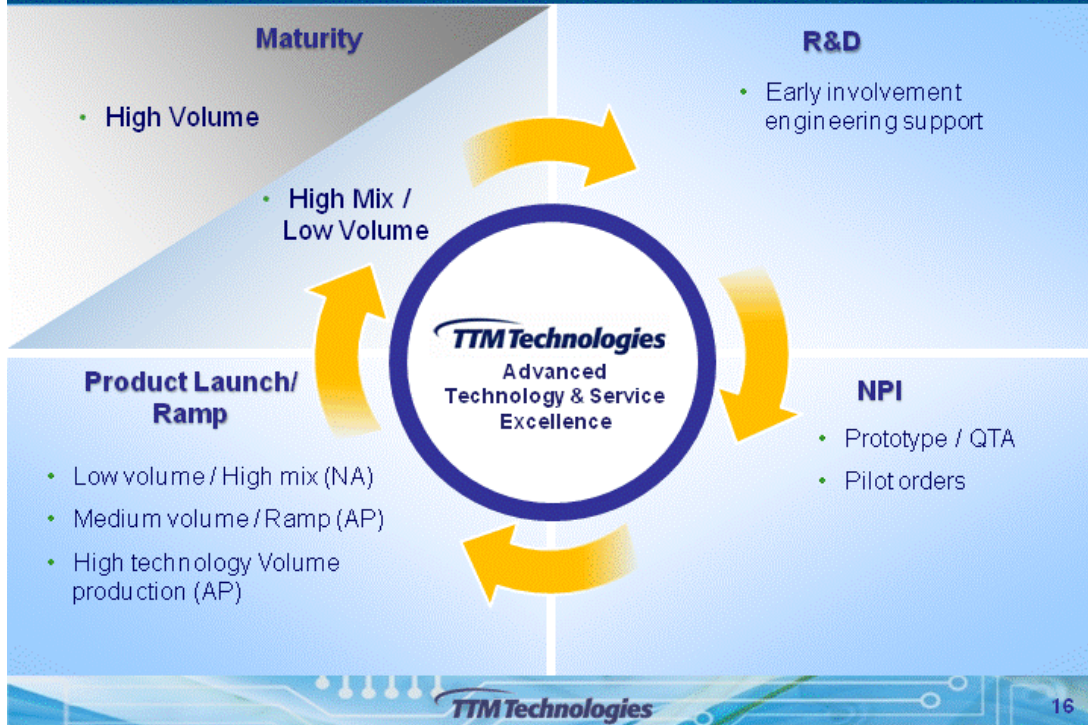 Maturity
• High Volume
• High Mix /
Low Volume
R&D
• Early involvement
engineering support
TTM Technologies
Advanced
Technology & Service
Excellence
Product Launch/
Ramp
• Low volume / High mix (NA)
• Medium volume / Ramp (AP)
• High technology Volume
production (AP)
NPI
• Prototype / QTA
• Pilot orders
TTM Technologies
16